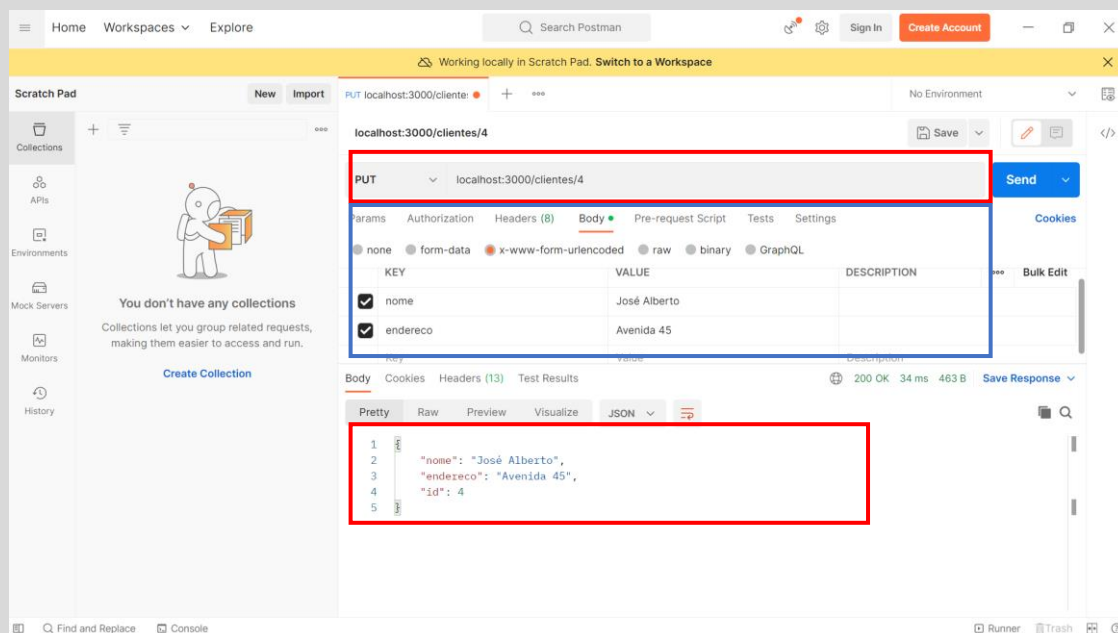 Home Workspaces Explore Search Postman Sign In Create Account
Working locally in Scratch Pad. Switch to a Workspace
Scratch Pad New Import PUT localhost:3000/cliente: No Environment
Collections
APIs
Environments
Mock Servers
Monitors
History
You don't have any collections
Collections let you group related requests,
making them easier to access and run.
Create Collection
localhost:3000/clientes/4 Save
PUT localhost:3000/clientes/4 Send
Params Authorization Headers (8) Body Pre-request Script Tests Settings Cookies
none form-data x-www-form-urlencoded raw binary GraphQL
KEY VALUE DESCRIPTION Bulk Edit
nome José Alberto
endereco Avenida 45
Key Value Description
Body Cookies Headers (13) Test Results 200 OK 34 ms 463 B Save Response
Pretty Raw Preview Visualize JSON
1 {
2 "nome": "José Alberto",
3 "endereco": "Avenida 45",
4 "id": 4
5 }
Find and Replace Console Runner Trash